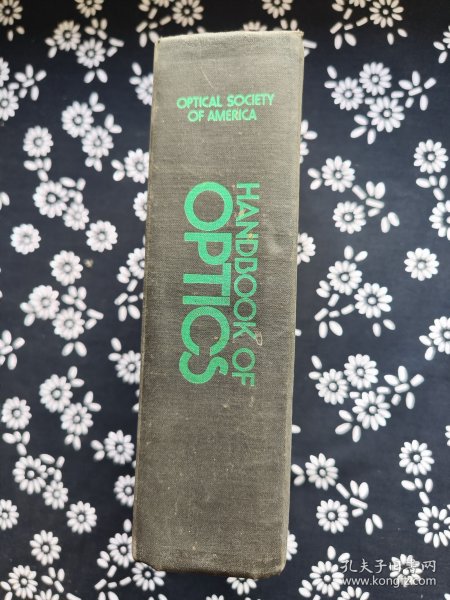 OPTICAL SOCIETY
OF AMERICA
HANDBOOK OF
OPTICS
孔夫子旧书网
www.kongfz.com